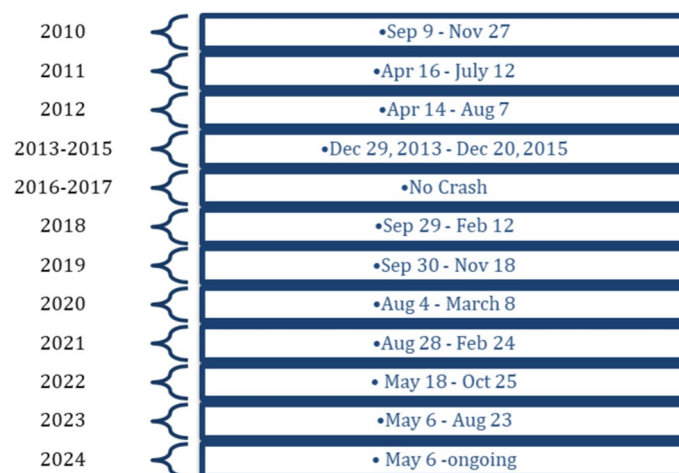 2010 •Sep 9 - Nov 27
2011 •Apr 16 - July 12
2012 •Apr 14 - Aug 7
2013-2015 •Dec 29, 2013 - Dec 20, 2015
2016-2017 •No Crash
2018 •Sep 29 - Feb 12
2019 •Sep 30 - Nov 18
2020 •Aug 4 - March 8
2021 •Aug 28 - Feb 24
2022 • May 18 - Oct 25
2023 •May 6 - Aug 23
2024 • May 6 -ongoing